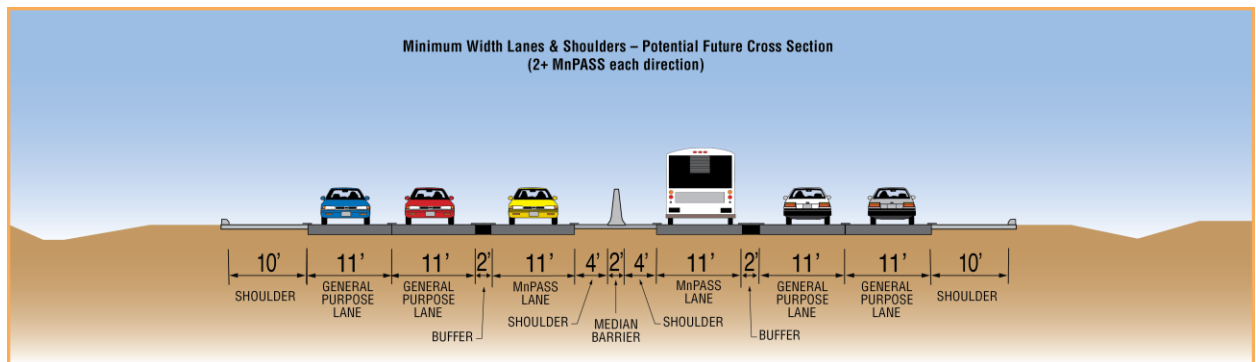 Minimum Width Lanes & Shoulders – Potential Future Cross Section
(2+ MnPASS each direction)
10’ 11’ 11’ 2’ 11’ 4’ 2’ 4’ 11’ 2’ 11’ 11’ 10’
SHOULDER
GENERAL
PURPOSE
LANE
GENERAL
PURPOSE
LANE
BUFFER
MnPASS
LANE
SHOULDER
MEDIAN
BARRIER
SHOULDER
MnPASS
LANE
BUFFER
GENERAL
PURPOSE
LANE
GENERAL
PURPOSE
LANE
SHOULDER